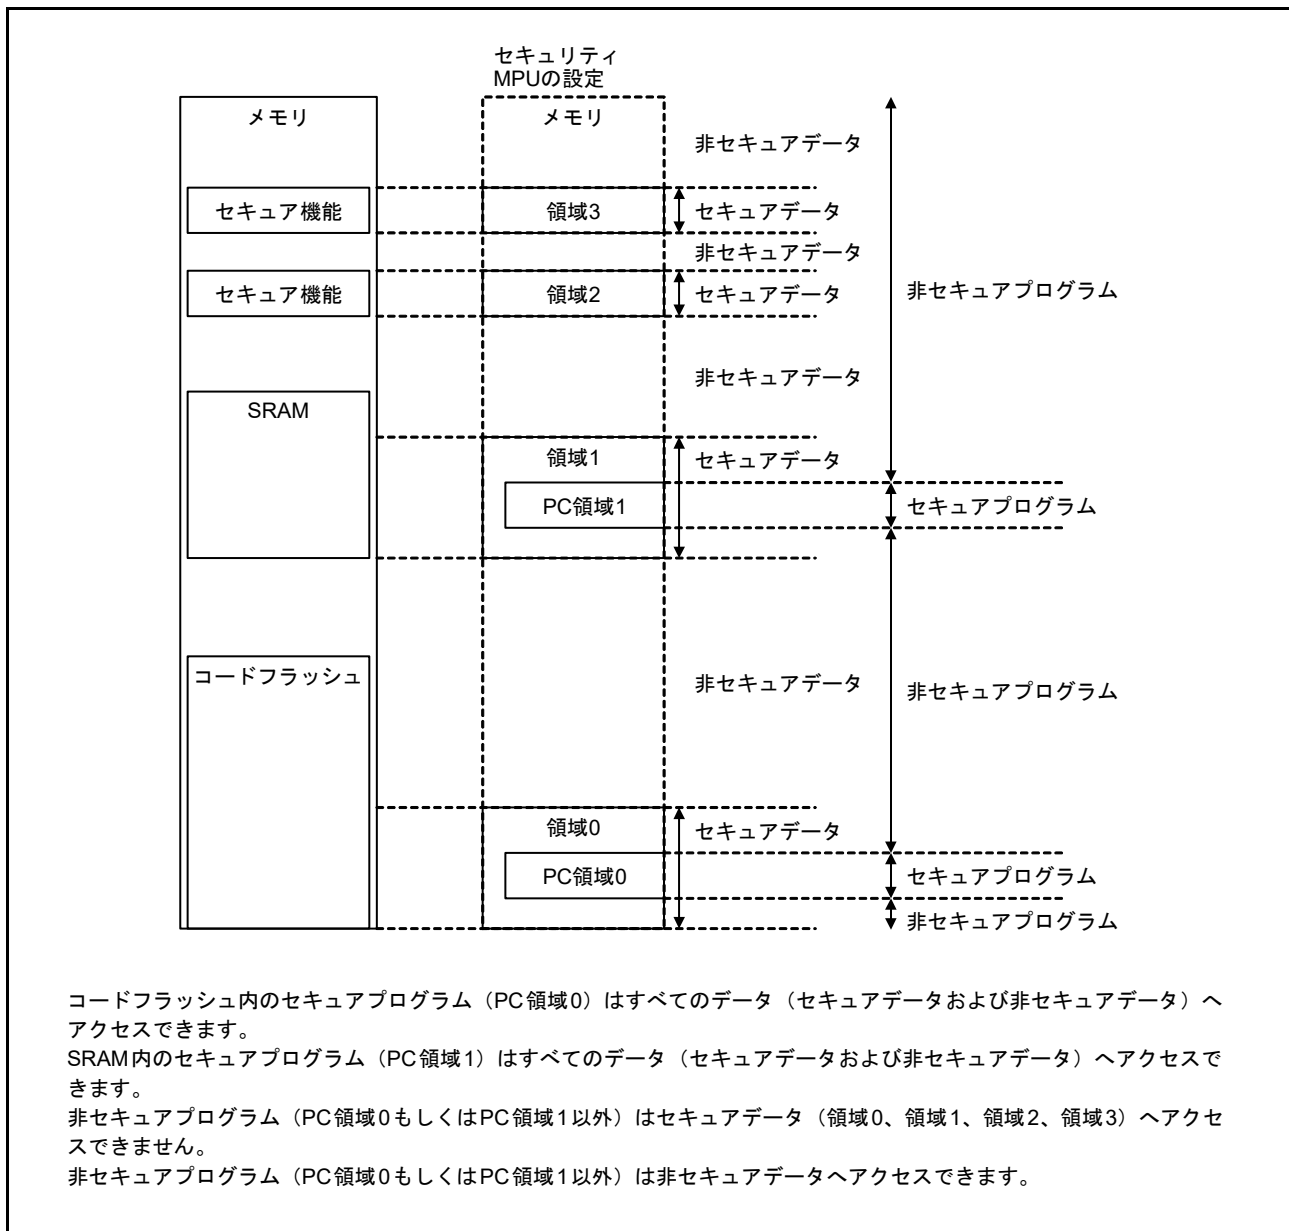 セキュリティ
MPUの設定
メモリ
メモリ
非セキュアデータ
セキュア機能
領域3
セキュアデータ
非セキュアデータ
セキュア機能
領域2
セキュアデータ
非セキュアプログラム
非セキュアデータ
SRAM
領域1
セキュアデータ
PC領域1
セキュアプログラム
コードフラッシュ
非セキュアデータ
非セキュアプログラム
領域0
セキュアデータ
PC領域0
セキュアプログラム
非セキュアプログラム
コードフラッシュ内のセキュアプログラム（PC領域0）はすべてのデータ（セキュアデータおよび非セキュアデータ）へ
アクセスできます。
SRAM内のセキュアプログラム（PC領域1）はすべてのデータ（セキュアデータおよび非セキュアデータ）へアクセスで
きます。
非セキュアプログラム（PC領域0もしくはPC領域1以外）はセキュアデータ（領域0、領域1、領域2、領域3）へアクセ
スできません。
非セキュアプログラム（PC領域0もしくはPC領域1以外）は非セキュアデータへアクセスできます。